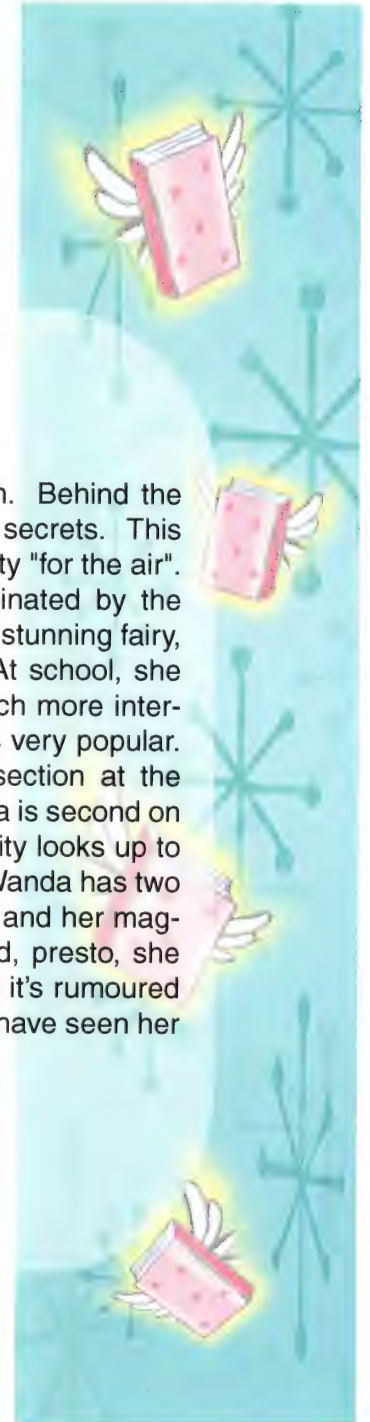 n. Behind the
secrets. This
ty "for the air".
inated by the
stunning fairy,
At school, she
ch more inter-
s very popular.
section at the
a is second on
ity looks up to
Wanda has two
and her mag-
d, presto, she
it's rumoured
have seen her